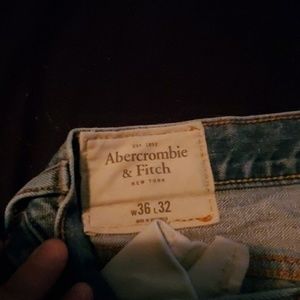 EST. 1892
Abercrombie
& Fitch
NEW YORK
W36 L32